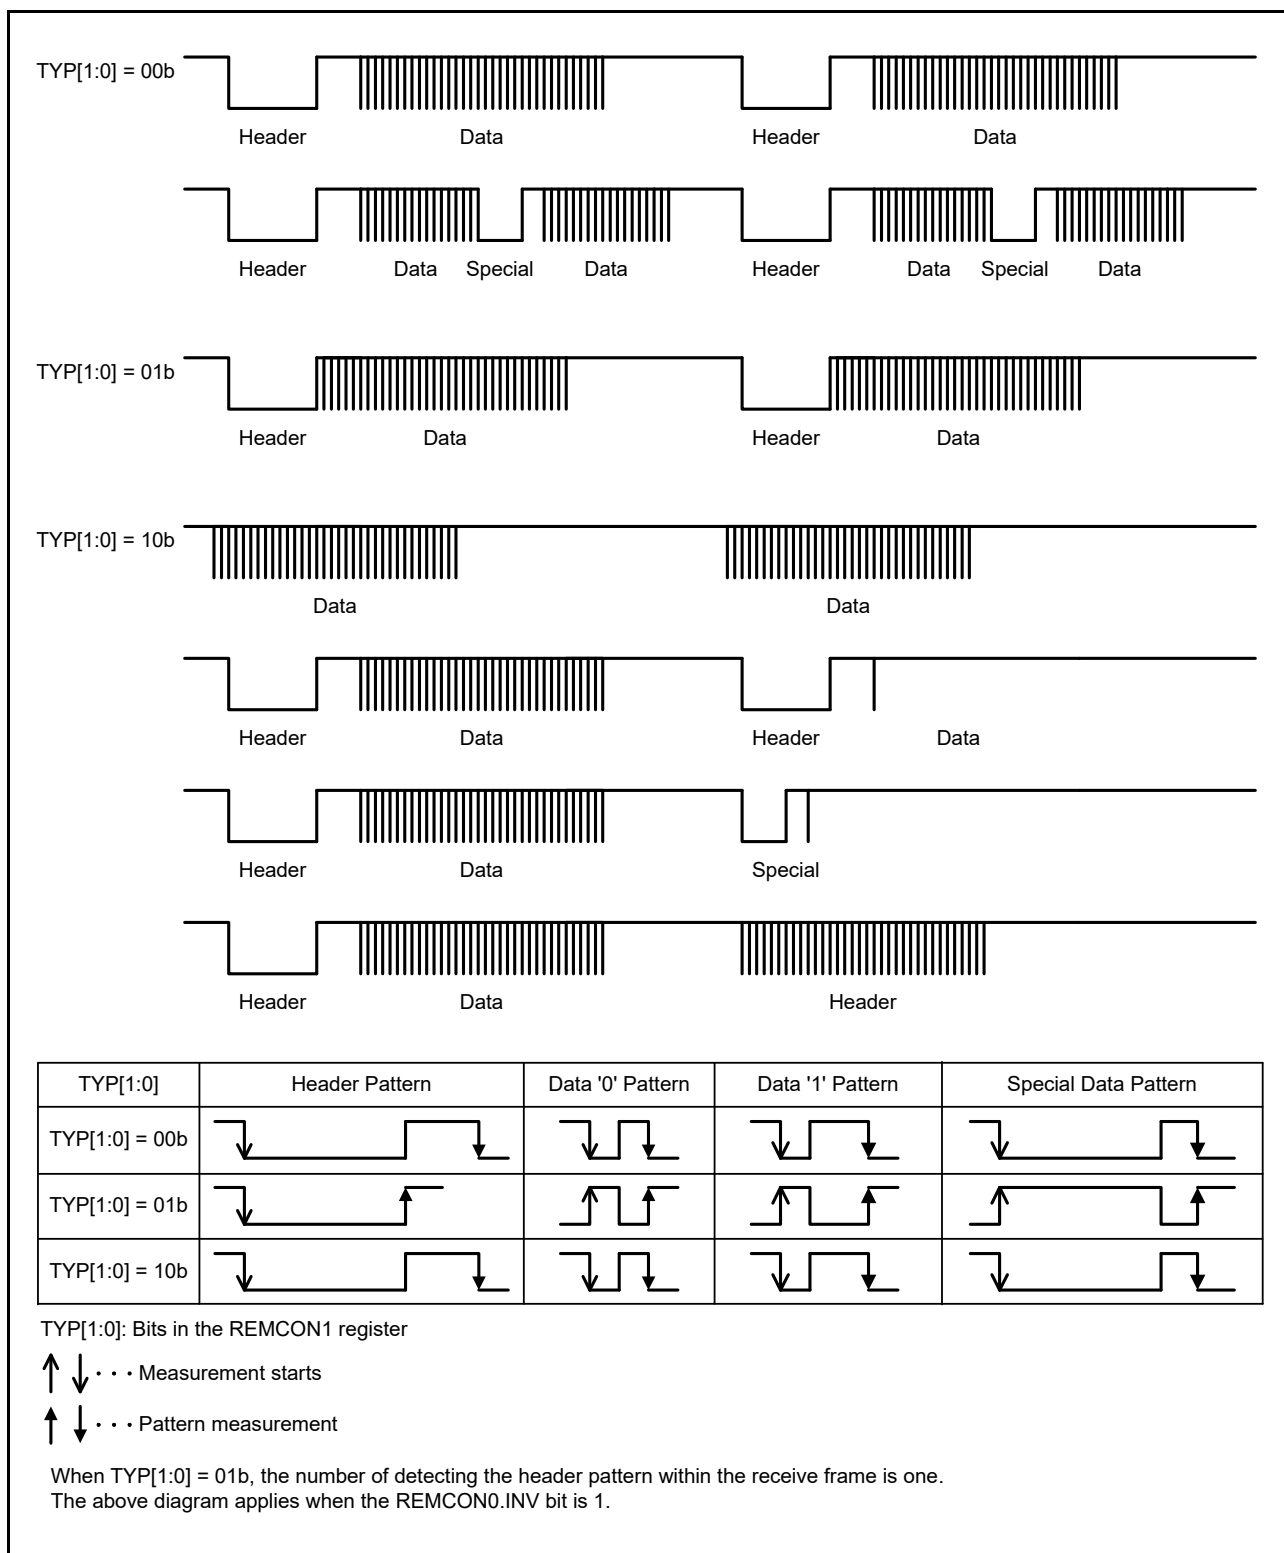 TYP[1:0] = 00b
Header Data Header Data
Header Data Special Data Header Data Special Data
TYP[1:0] = 01b
Header Data Header Data
TYP[1:0] = 10b
Data Data
Header Data Header Data
Header Data Special
Header Data Header
TYP[1:0] Header Pattern Data '0' Pattern Data '1' Pattern Special Data Pattern
TYP[1:0] = 00b
TYP[1:0] = 01b
TYP[1:0] = 10b
TYP[1:0]: Bits in the REMCON1 register
· · · Measurement starts
· · · Pattern measurement
When TYP[1:0] = 01b, the number of detecting the header pattern within the receive frame is one.
The above diagram applies when the REMCON0.INV bit is 1.